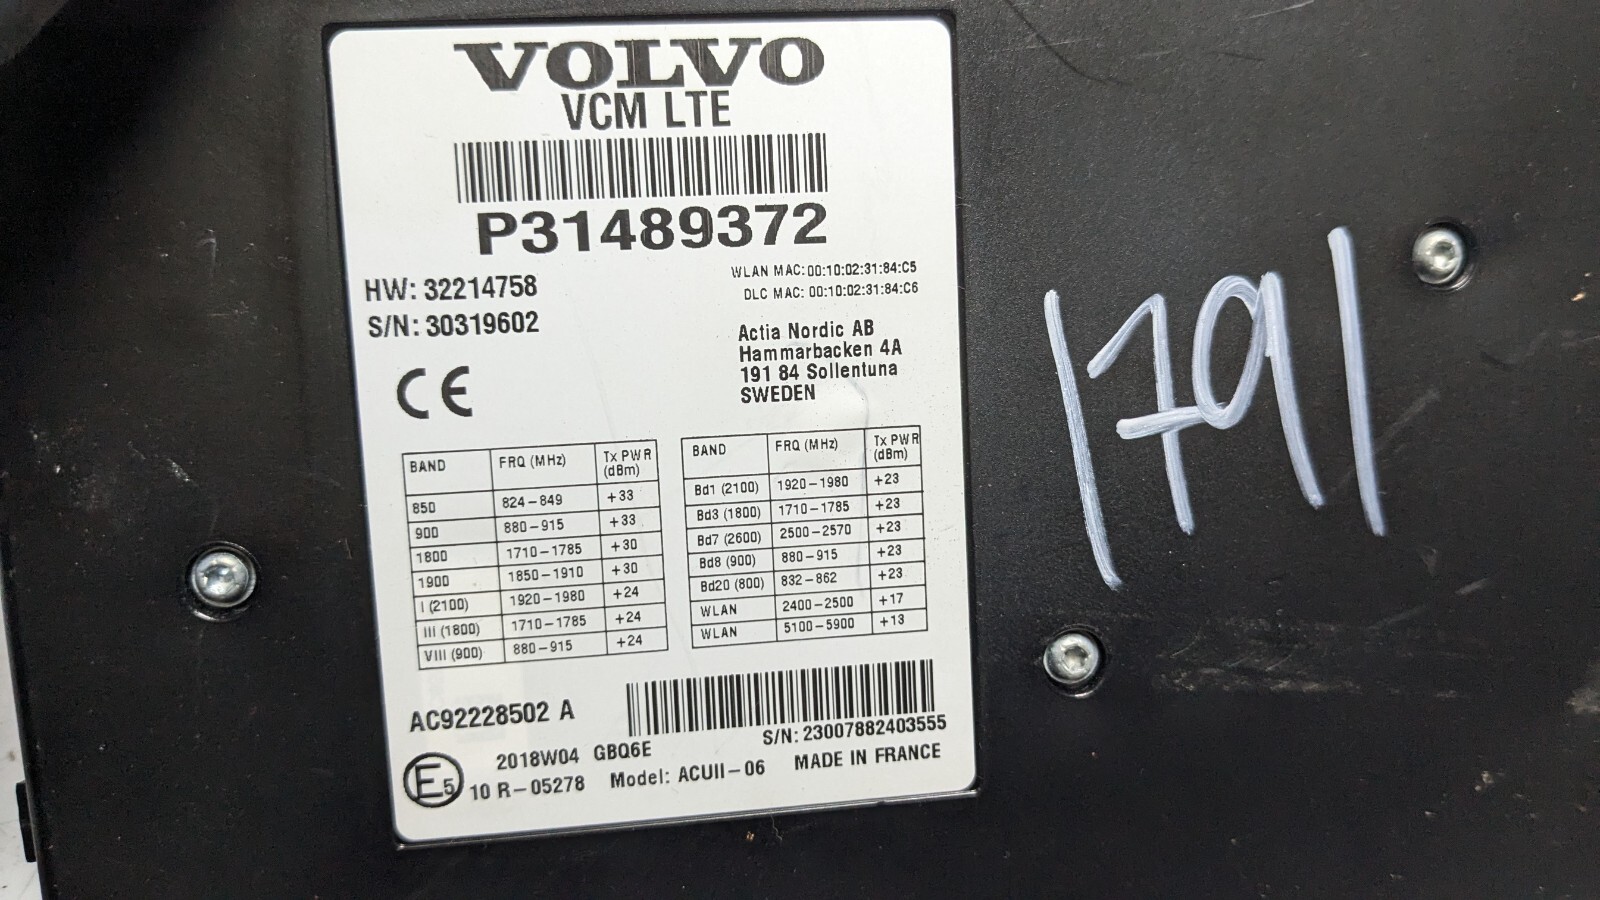 VOLVO
VCM LTE
P31489372
HW: 32214758
S/N: 30319602
WLAN MAC: 00:10:02:31:84:C5
DLC MAC: 00:10:02:31:84:C6
Actia Nordic AB
Hammarbacken 4A
191 84 Sollentuna
SWEDEN
CE
BAND FRQ (MHz) Tx PWR (dBm)
850 824-849 +33
900 880-915 +33
1800 1710-1785 +30
1900 1850-1910 +30
I (2100) 1920-1980 +24
III (1800) 1710-1785 +24
VIII (900) 880-915 +24
BAND FRQ (MHz) Tx PWR (dBm)
Bd1 (2100) 1920-1980 +23
Bd3 (1800) 1710-1785 +23
Bd7 (2600) 2500-2570 +23
Bd8 (900) 880-915 +23
Bd20 (800) 832-862 +23
WLAN 2400-2500 +17
WLAN 5100-5900 +13
AC92228502 A
S/N: 23007882403555
2018W04 GBQ6E
E5 10 R-05278 Model: ACUII-06 MADE IN FRANCE
1791